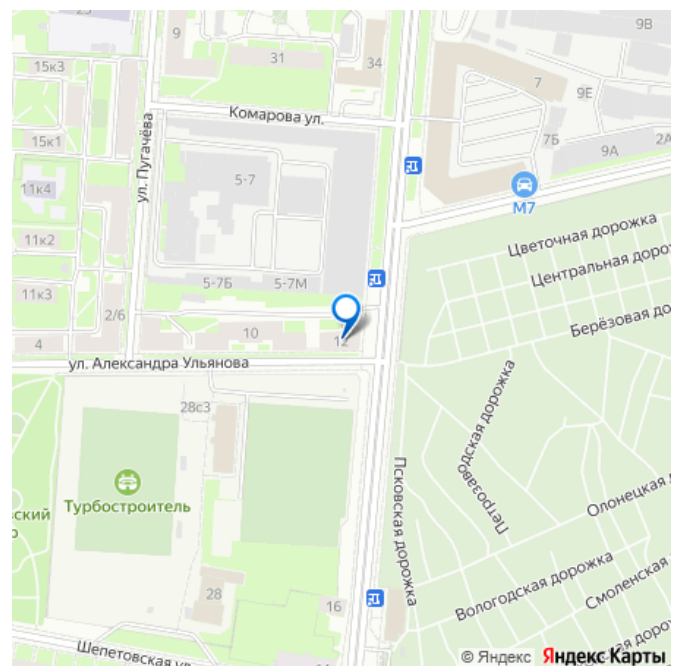 9
31
34
9В
7
9Е
15к3
Комарова ул.
7Б
9А
2А
15к1
ул. Пугачёва
5-7
М7
11к4
Цветочная дорожка
11к2
Центральная доро
5-7Б
5-7М
11к3
2/6
Берёзовая до
10
12
4
ул. Александра Ульянова
28с3
Петрозаводская дорожка
Турбостроитель
Псковская дорожка
Олонецкая
вский
о
Вологодская дорожка
28
16
Смоленская
дорож
Шепетовская ул.
© Яндекс Яндекс Карты